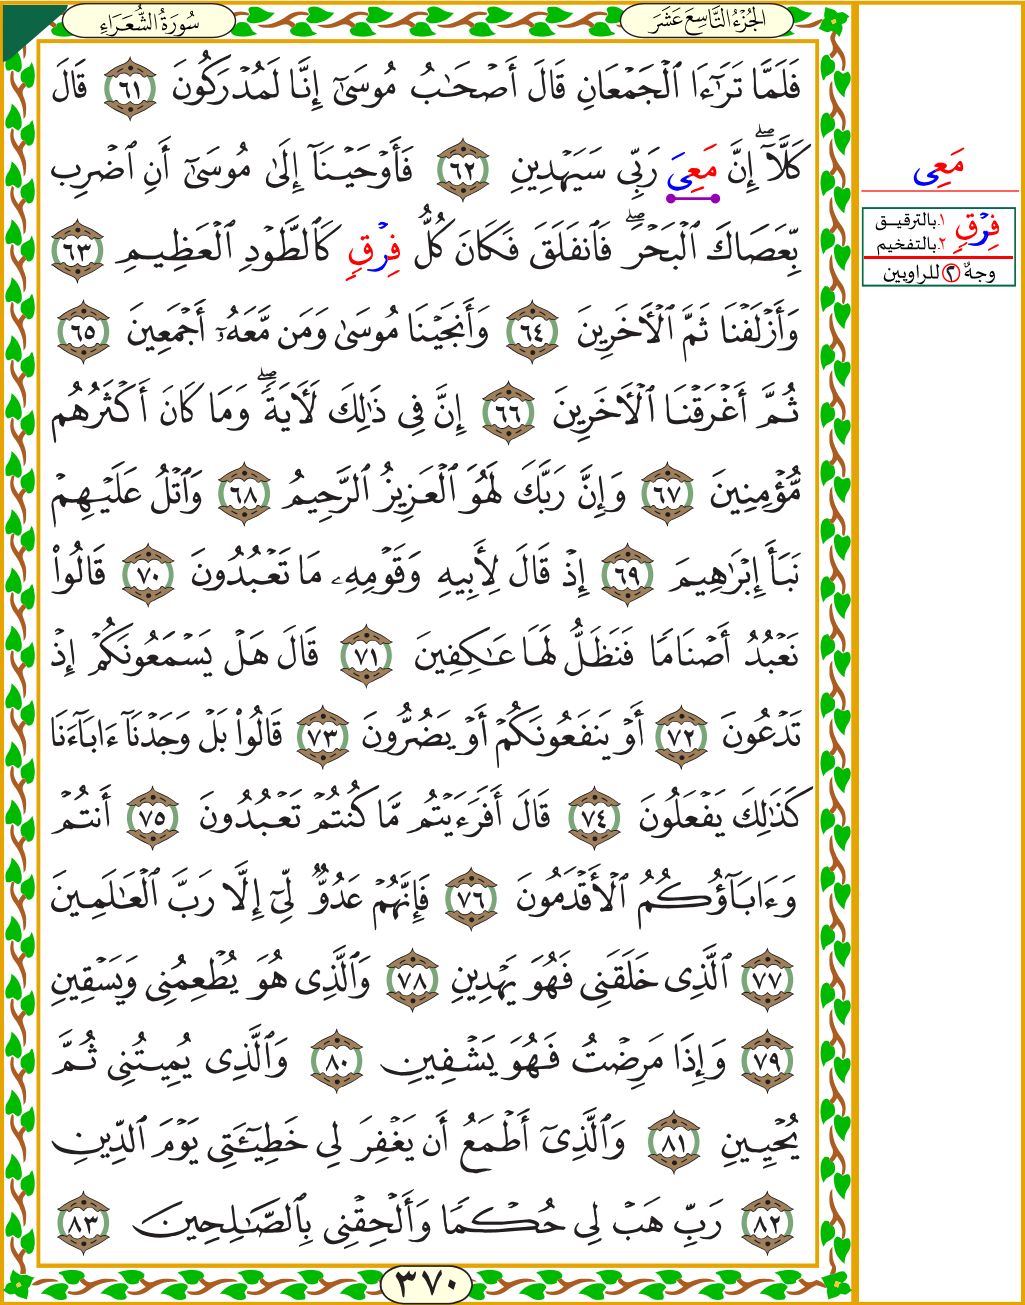 الجُزْءُ التَّاسِعَ عَشَرَ
سُورَةُ الشُّعَرَاءِ
فَلَمَّا تَرَٰٓءَا ٱلۡجَمۡعَانِ قَالَ أَصۡحَٰبُ مُوسَىٰٓ إِنَّا لَمُدۡرَكُونَ ٦١ قَالَ
كَلَّآۖ إِنَّ مَعِىَ رَبِّى سَيَهۡدِينِ ٦٢ فَأَوۡحَيۡنَآ إِلَىٰ مُوسَىٰٓ أَنِ ٱضۡرِب
بِّعَصَاكَ ٱلۡبَحۡرَۖ فَٱنفَلَقَ فَكَانَ كُلُّ فِرۡقٍ كَٱلطَّوۡدِ ٱلۡعَظِيمِ ٦٣
وَأَزۡلَفۡنَا ثَمَّ ٱلۡأَخَرِينَ ٦٤ وَأَنجَيۡنَا مُوسَىٰ وَمَن مَّعَهُۥٓ أَجۡمَعِينَ ٦٥
ثُمَّ أَغۡرَقۡنَا ٱلۡأَخَرِينَ ٦٦ إِنَّ فِى ذَٰلِكَ لَأَيَةٗۖ وَمَا كَانَ أَكۡثَرُهُم
مُّؤۡمِنِينَ ٦٧ وَإِنَّ رَبَّكَ لَهُوَ ٱلۡعَزِيزُ ٱلرَّحِيمُ ٦٨ وَٱتۡلُ عَلَيۡهِمۡ
نَبَأَ إِبۡرَٰهِيمَ ٦٩ إِذۡ قَالَ لِأَبِيهِ وَقَوۡمِهِۦ مَا تَعۡبُدُونَ ٧٠ قَالُواْ
نَعۡبُدُ أَصۡنَامٗا فَنَظَلُّ لَهَا عَٰكِفِينَ ٧١ قَالَ هَلۡ يَسۡمَعُونَكُمۡ إِذۡ
تَدۡعُونَ ٧٢ أَوۡ يَنفَعُونَكُمۡ أَوۡ يَضُرُّونَ ٧٣ قَالُواْ بَلۡ وَجَدۡنَآ ءَابَآءَنَا
كَذَٰلِكَ يَفۡعَلُونَ ٧٤ قَالَ أَفَرَءَيۡتُم مَّا كُنتُمۡ تَعۡبُدُونَ ٧٥ أَنتُمۡ
وَءَابَآؤُكُمُ ٱلۡأَقۡدَمُونَ ٧٦ فَإِنَّهُمۡ عَدُوّٞ لِّىٓ إِلَّا رَبَّ ٱلۡعَٰلَمِينَ
٧٧ ٱلَّذِى خَلَقَنِى فَهُوَ يَهۡدِينِ ٧٨ وَٱلَّذِى هُوَ يُطۡعِمُنِى وَيَسۡقِينِ
٧٩ وَإِذَا مَرِضۡتُ فَهُوَ يَشۡفِينِ ٨٠ وَٱلَّذِى يُمِيتُنِى ثُمَّ
يُحۡيِينِ ٨١ وَٱلَّذِىٓ أَطۡمَعُ أَن يَغۡفِرَ لِى خَطِيٓـَٔتِى يَوۡمَ ٱلدِّينِ
٨٢ رَبِّ هَبۡ لِى حُكۡمٗا وَأَلۡحِقۡنِى بِٱلصَّٰلِحِينَ ٨٣
٣٧٠
مَعِى
فِرۡقٍ
١.بالترقيق
٢.بالتفخيم
وجهٌ ٢ للراويين